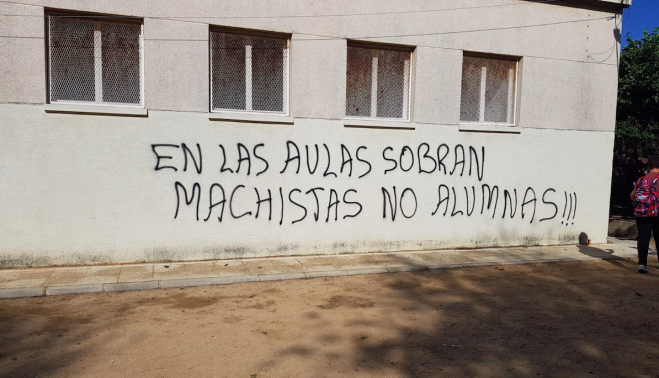 EN LAS AULAS SOBRAN
MACHISTAS NO ALUMNAS!!!